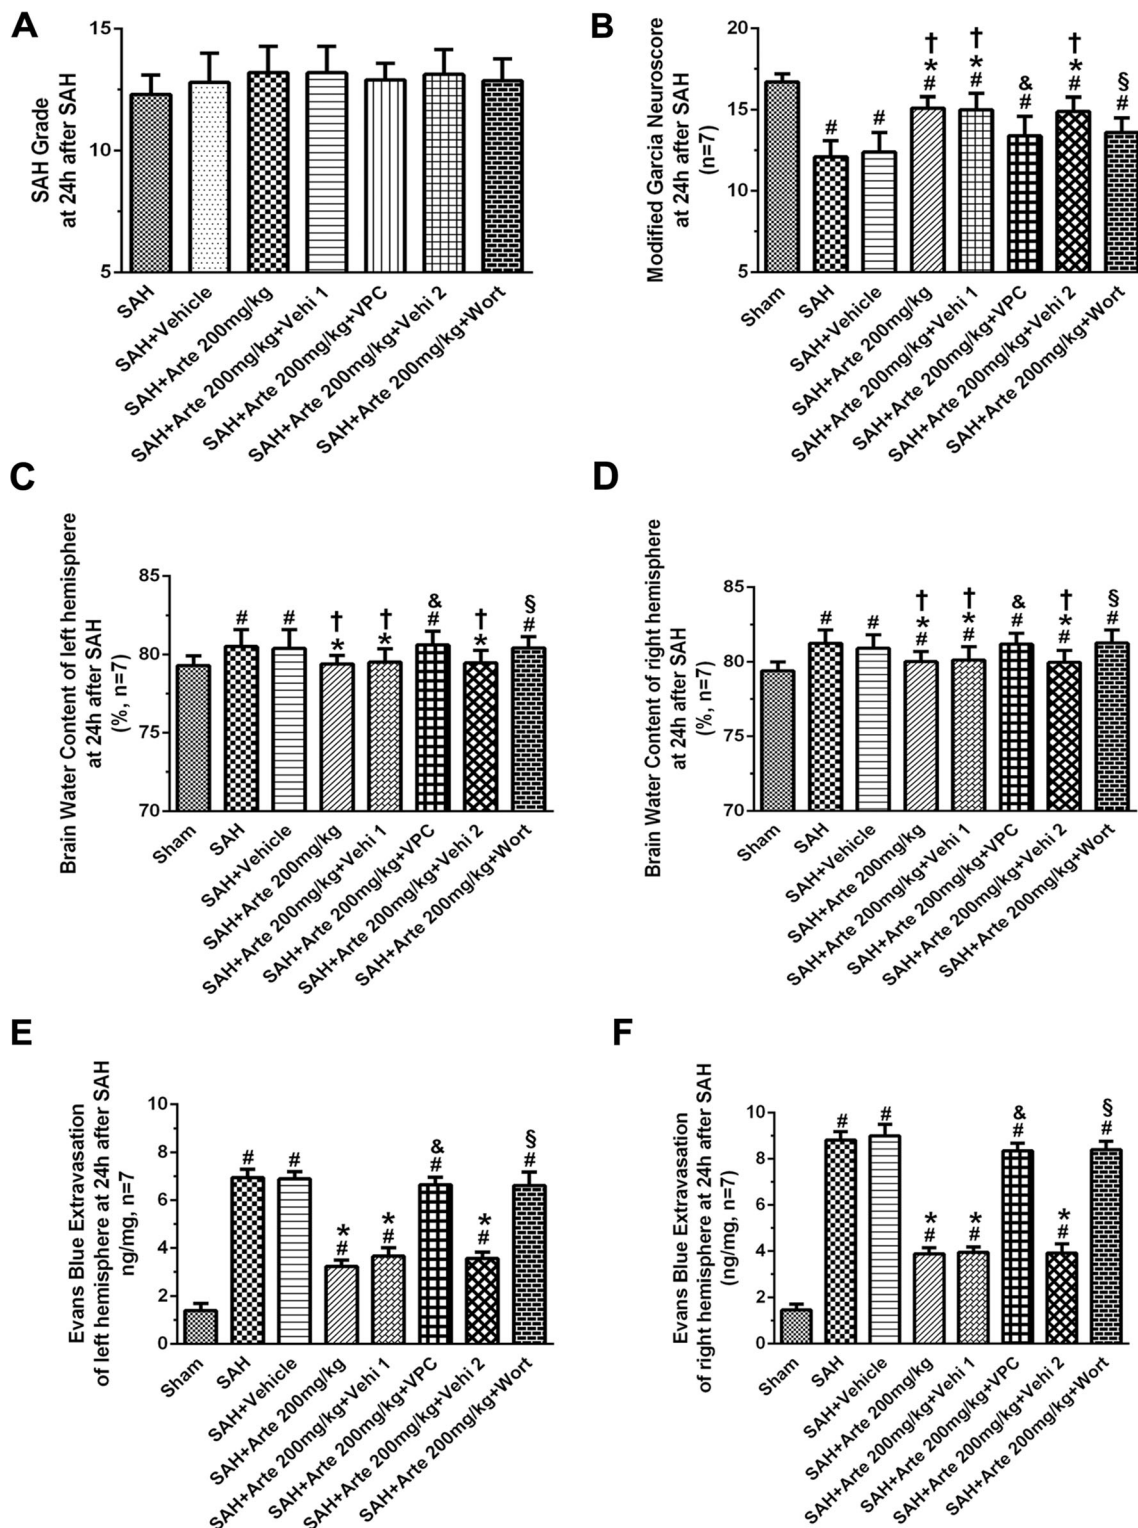 A
SAH Grade
at 24h after SAH
15
10
5
SAH
SAH+Vehicle
SAH+Arte 200mg/kg
SAH+Arte 200mg/kg+Vehi 1
SAH+Arte 200mg/kg+VPC
SAH+Arte 200mg/kg+Vehi 2
SAH+Arte 200mg/kg+Wort
B
Modified Garcia Neuroscore
at 24h after SAH
(n=7)
20
15
10
5
#
#
†
*
#
†
*
#
&
#
†
*
#
§
#
Sham
SAH
SAH+Vehicle
SAH+Arte 200mg/kg
SAH+Arte 200mg/kg+Vehi 1
SAH+Arte 200mg/kg+VPC
SAH+Arte 200mg/kg+Vehi 2
SAH+Arte 200mg/kg+Wort
C
Brain Water Content of left hemisphere
at 24h after SAH
(%, n=7)
85
80
75
70
#
#
†
*
†
*
&
#
†
*
§
#
Sham
SAH
SAH+Vehicle
SAH+Arte 200mg/kg
SAH+Arte 200mg/kg+Vehi 1
SAH+Arte 200mg/kg+VPC
SAH+Arte 200mg/kg+Vehi 2
SAH+Arte 200mg/kg+Wort
D
Brain Water Content of right hemisphere
at 24h after SAH
(%, n=7)
85
80
75
70
#
#
†
*
#
†
*
#
&
#
†
*
#
§
#
Sham
SAH
SAH+Vehicle
SAH+Arte 200mg/kg
SAH+Arte 200mg/kg+Vehi 1
SAH+Arte 200mg/kg+VPC
SAH+Arte 200mg/kg+Vehi 2
SAH+Arte 200mg/kg+Wort
E
Evans Blue Extravasation
of left hemisphere at 24h after SAH
ng/mg, n=7
10
8
6
4
2
0
#
#
*
#
*
#
&
#
*
#
§
#
Sham
SAH
SAH+Vehicle
SAH+Arte 200mg/kg
SAH+Arte 200mg/kg+Vehi 1
SAH+Arte 200mg/kg+VPC
SAH+Arte 200mg/kg+Vehi 2
SAH+Arte 200mg/kg+Wort
F
Evans Blue Extravasation
of right hemisphere at 24h after SAH
(ng/mg, n=7)
10
8
6
4
2
0
#
#
*
#
*
#
&
#
*
#
§
#
Sham
SAH
SAH+Vehicle
SAH+Arte 200mg/kg
SAH+Arte 200mg/kg+Vehi 1
SAH+Arte 200mg/kg+VPC
SAH+Arte 200mg/kg+Vehi 2
SAH+Arte 200mg/kg+Wort